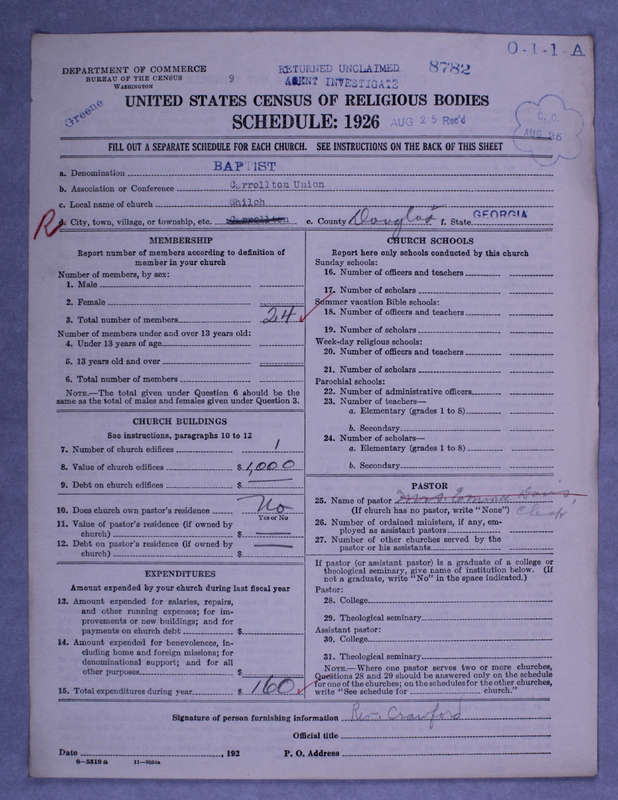 O-1-1-A
DEPARTMENT OF COMMERCE
BUREAU OF THE CENSUS
WASHINGTON
9
RETURNED UNCLAIMED
AGENT INVESTIGATE
8782
Greene
UNITED STATES CENSUS OF RELIGIOUS BODIES
SCHEDULE: 1926
AUG 25 Rec'd
C. C.
AUG 25
FILL OUT A SEPARATE SCHEDULE FOR EACH CHURCH. SEE INSTRUCTIONS ON THE BACK OF THIS SHEET
a. Denomination BAPTIST
b. Association or Conference Carrollton Union
c. Local name of church Shiloh
R
d. City, town, village, or township, etc. Carrollton e. County Douglas f. State GEORGIA
MEMBERSHIP
Report number of members according to definition of
member in your church
Number of members, by sex:
1. Male
2. Female
3. Total number of members 24
Number of members under and over 13 years old:
4. Under 13 years of age
5. 13 years old and over
6. Total number of members
NOTE.—The total given under Question 6 should be the
same as the total of males and females given under Question 3.
CHURCH BUILDINGS
See instructions, paragraphs 10 to 12
7. Number of church edifices 1
8. Value of church edifices $ 1,000
9. Debt on church edifices $
10. Does church own pastor's residence No
Yes or No
11. Value of pastor's residence (if owned by
church) $
12. Debt on pastor's residence (if owned by
church) $
EXPENDITURES
Amount expended by your church during last fiscal year
13. Amount expended for salaries, repairs,
and other running expenses; for im-
provements or new buildings; and for
payments on church debt $
14. Amount expended for benevolences, in-
cluding home and foreign missions; for
denominational support; and for all
other purposes $
15. Total expenditures during year $ 160
CHURCH SCHOOLS
Report here only schools conducted by this church
Sunday schools:
16. Number of officers and teachers
17. Number of scholars
Summer vacation Bible schools:
18. Number of officers and teachers
19. Number of scholars
Week-day religious schools:
20. Number of officers and teachers
21. Number of scholars
Parochial schools:
22. Number of administrative officers
23. Number of teachers—
a. Elementary (grades 1 to 8)
b. Secondary
24. Number of scholars—
a. Elementary (grades 1 to 8)
b. Secondary
PASTOR
25. Name of pastor Mrs. Emma Davis,
(If church has no pastor, write "None") Clerk
26. Number of ordained ministers, if any, em-
ployed as assistant pastors
27. Number of other churches served by the
pastor or his assistants
If pastor (or assistant pastor) is a graduate of a college or
theological seminary, give name of institution below. (If
not a graduate, write "No" in the space indicated.)
Pastor:
28. College
29. Theological seminary
Assistant pastor:
30. College
31. Theological seminary
NOTE.—Where one pastor serves two or more churches,
Questions 28 and 29 should be answered only on the schedule
for one of the churches; on the schedules for the other churches,
write "See schedule for church."
Signature of person furnishing information Rev. Crawford
Official title
Date , 192 P. O. Address
8—5518a 11—9054a